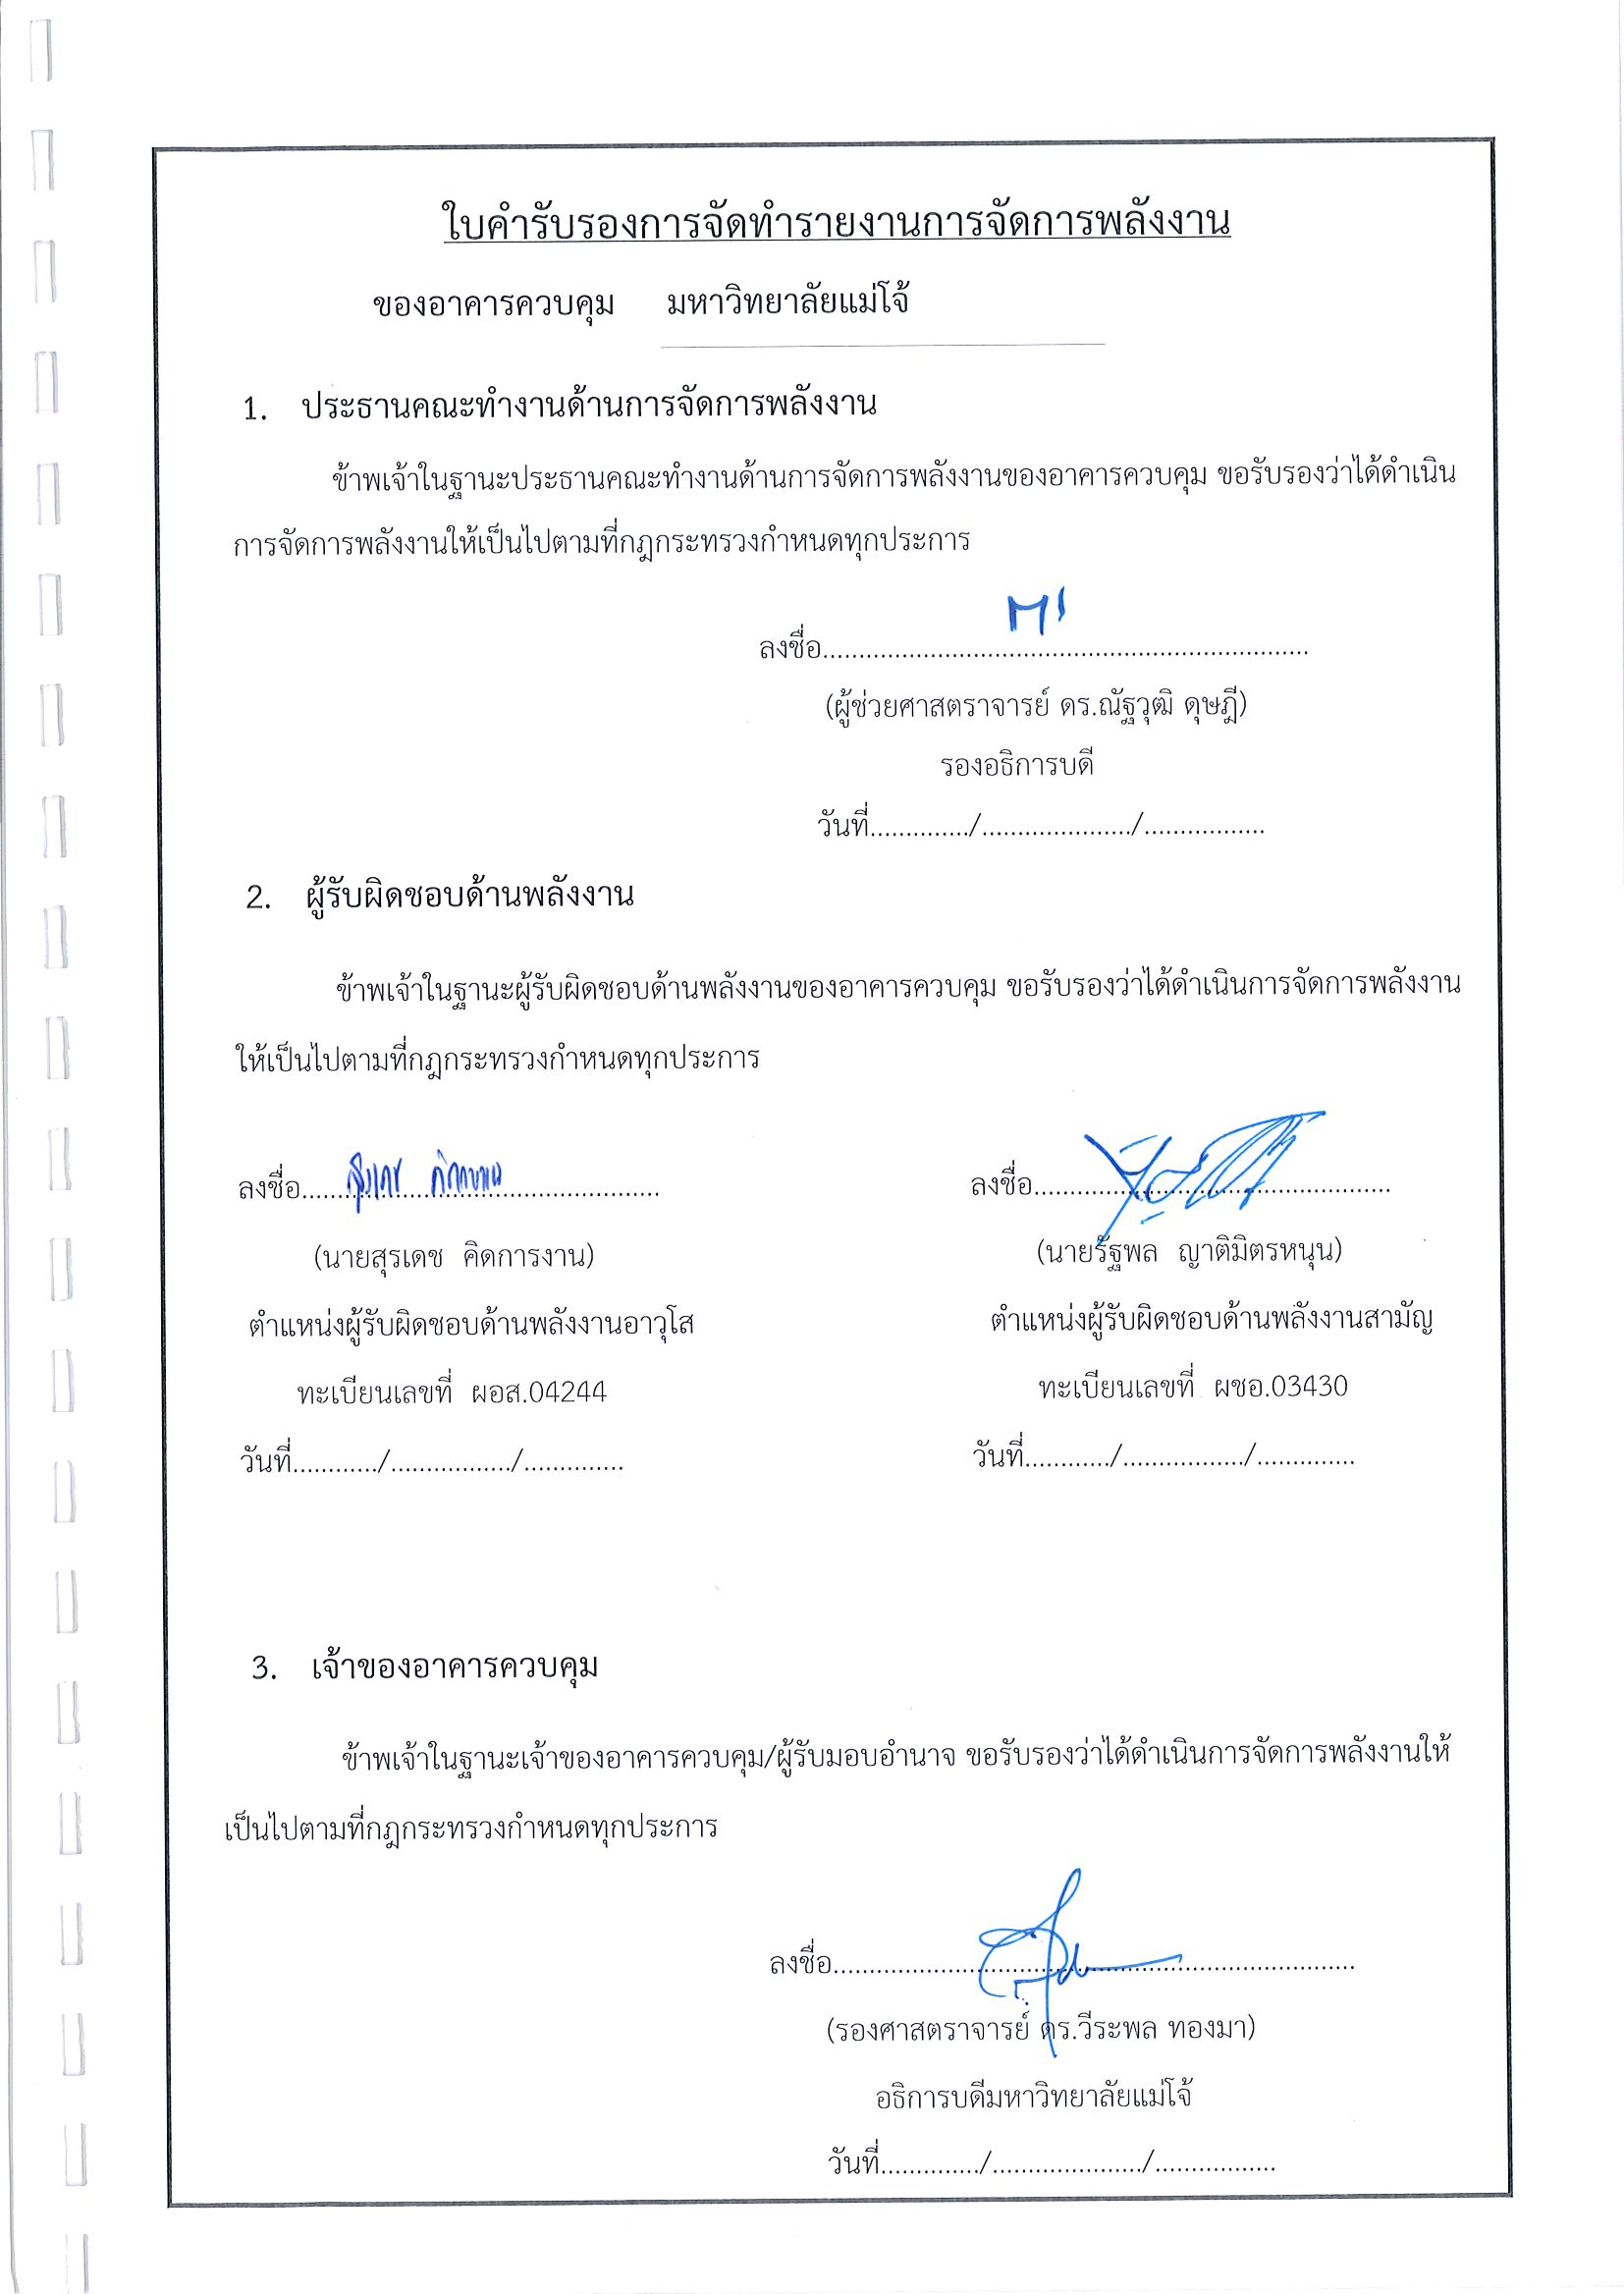 ใบคำรับรองการจัดทำรายงานการจัดการพลังงาน
ของอาคารควบคุม มหาวิทยาลัยแม่โจ้
1. ประธานคณะทำงานด้านการจัดการพลังงาน
ข้าพเจ้าในฐานะประธานคณะทำงานด้านการจัดการพลังงานของอาคารควบคุม ขอรับรองว่าได้ดำเนิน
การจัดการพลังงานให้เป็นไปตามที่กฎกระทรวงกำหนดทุกประการ
ลงชื่อ..................................................................
(ผู้ช่วยศาสตราจารย์ ดร.ณัฐวุฒิ ดุษฎี)
รองอธิการบดี
วันที่............../...................../.................
2. ผู้รับผิดชอบด้านพลังงาน
ข้าพเจ้าในฐานะผู้รับผิดชอบด้านพลังงานของอาคารควบคุม ขอรับรองว่าได้ดำเนินการจัดการพลังงาน
ให้เป็นไปตามที่กฎกระทรวงกำหนดทุกประการ
ลงชื่อ.................................................. ลงชื่อ..................................................
(นายสุรเดช คิดการงาน) (นายรัฐพล ญาติมิตรหนุน)
ตำแหน่งผู้รับผิดชอบด้านพลังงานอาวุโส ตำแหน่งผู้รับผิดชอบด้านพลังงานสามัญ
ทะเบียนเลขที่ ผอส.04244 ทะเบียนเลขที่ ผชอ.03430
วันที่............/................./.............. วันที่............/................./..............
3. เจ้าของอาคารควบคุม
ข้าพเจ้าในฐานะเจ้าของอาคารควบคุม/ผู้รับมอบอำนาจ ขอรับรองว่าได้ดำเนินการจัดการพลังงานให้
เป็นไปตามที่กฎกระทรวงกำหนดทุกประการ
ลงชื่อ.......................................................................
(รองศาสตราจารย์ ดร.วีระพล ทองมา)
อธิการบดีมหาวิทยาลัยแม่โจ้
วันที่............../...................../.................